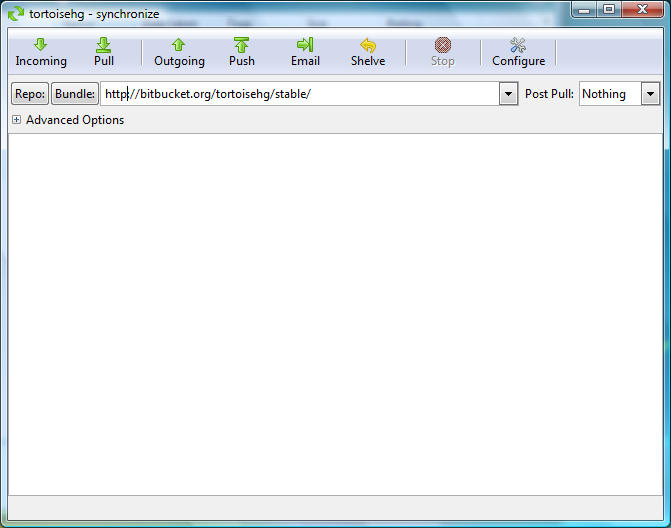 tortoisehg - synchronize
Incoming Pull Outgoing Push Email Shelve Stop Configure
Repo: Bundle: http://bitbucket.org/tortoisehg/stable/ Post Pull: Nothing
Advanced Options